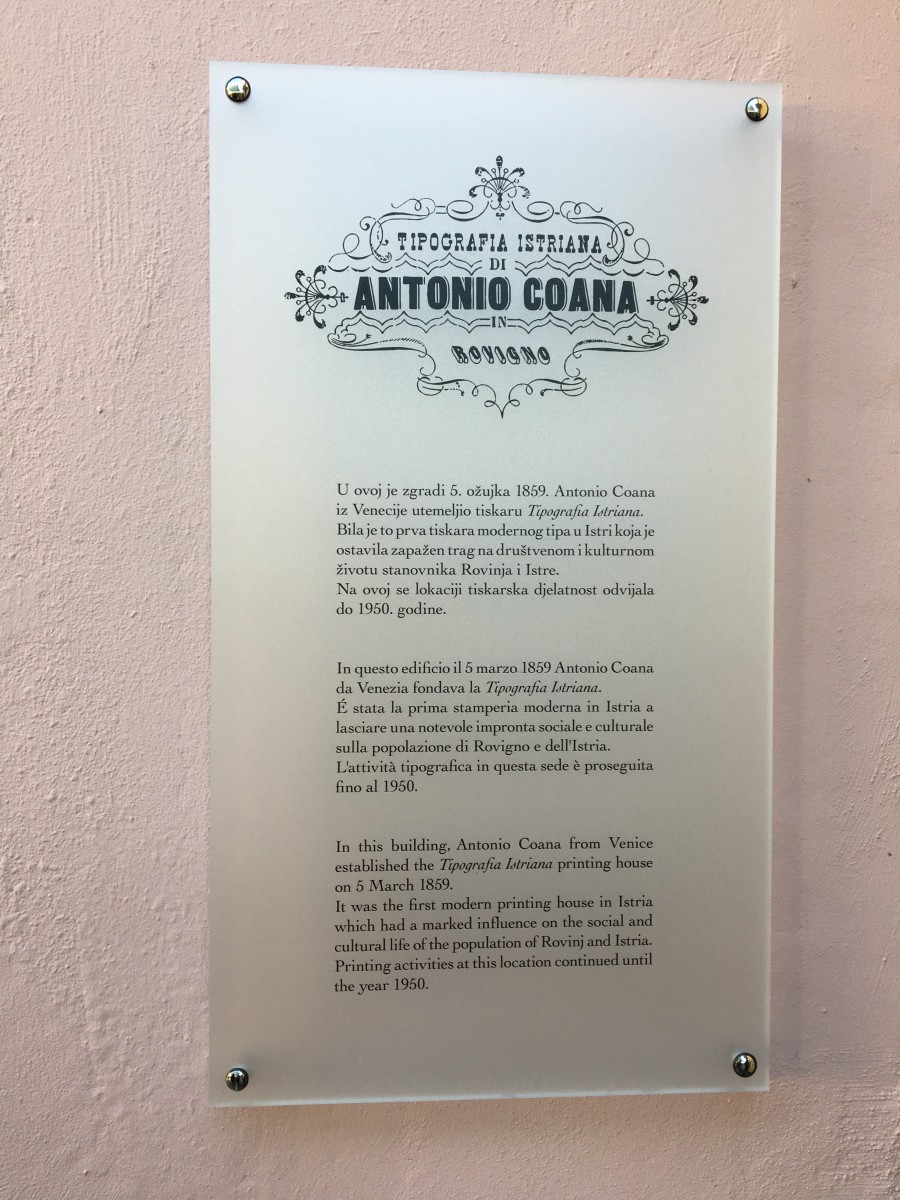 TIPOGRAFIA ISTRIANA
DI
ANTONIO COANA
IN
ROVIGNO
U ovoj je zgradi 5. ožujka 1859. Antonio Coana
iz Venecije utemeljio tiskaru Tipografia Istriana.
Bila je to prva tiskara modernog tipa u Istri koja je
ostavila zapažen trag na društvenom i kulturnom
životu stanovnika Rovinja i Istre.
Na ovoj se lokaciji tiskarska djelatnost odvijala
do 1950. godine.
In questo edificio il 5 marzo 1859 Antonio Coana
da Venezia fondava la Tipografia Istriana.
É stata la prima stamperia moderna in Istria a
lasciare una notevole impronta sociale e culturale
sulla popolazione di Rovigno e dell'Istria.
L'attività tipografica in questa sede è proseguita
fino al 1950.
In this building, Antonio Coana from Venice
established the Tipografia Istriana printing house
on 5 March 1859.
It was the first modern printing house in Istria
which had a marked influence on the social and
cultural life of the population of Rovinj and Istria.
Printing activities at this location continued until
the year 1950.